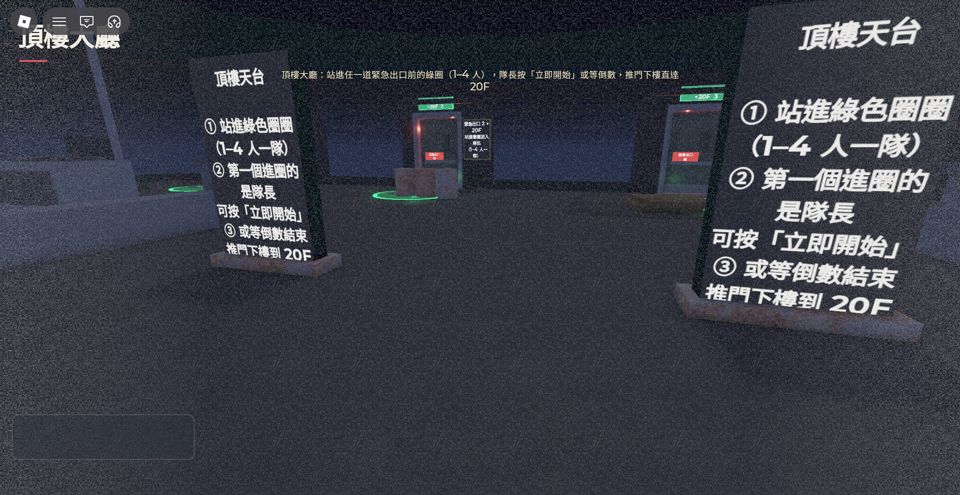 頂樓大廳
頂樓大廳：站進任一道緊急出口前的綠圈（1–4 人），隊長按「立即開始」或等倒數，推門下樓直達
20F
頂樓天台
① 站進綠色圈圈
（1–4 人一隊）
② 第一個進圈的
是隊長
可按「立即開始」
③ 或等倒數結束
推門下樓到 20F
緊急出口 2 →
20F
頂樓天台
① 站進綠色圈圈
（1–4 人一隊）
② 第一個進圈的
是隊長
可按「立即開始」
③ 或等倒數結束
推門下樓到 20F